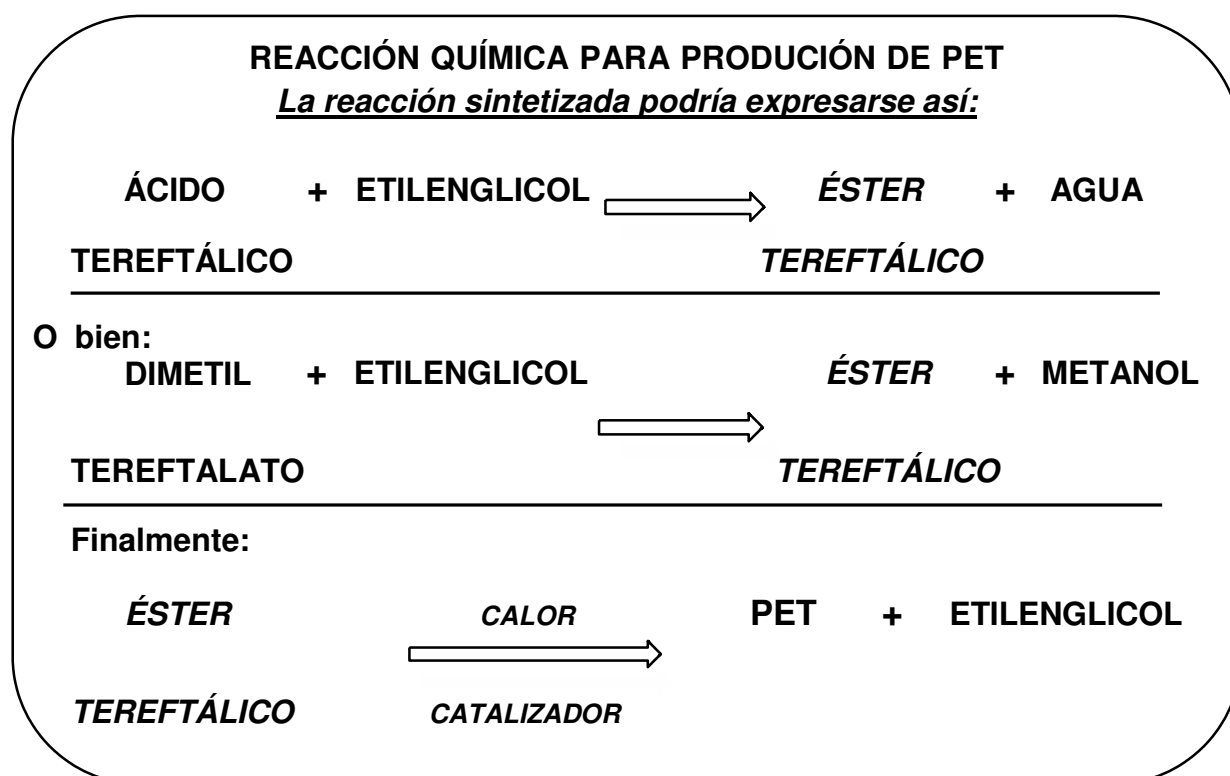 REACCIÓN QUÍMICA PARA PRODUCIÓN DE PET
La reacción sintetizada podría expresarse así:
ÁCIDO + ETILENGLICOL ÉSTER + AGUA
TEREFTÁLICO TEREFTÁLICO
O bien:
DIMETIL + ETILENGLICOL ÉSTER + METANOL
TEREFTALATO TEREFTÁLICO
Finalmente:
ÉSTER CALOR PET + ETILENGLICOL
TEREFTÁLICO CATALIZADOR